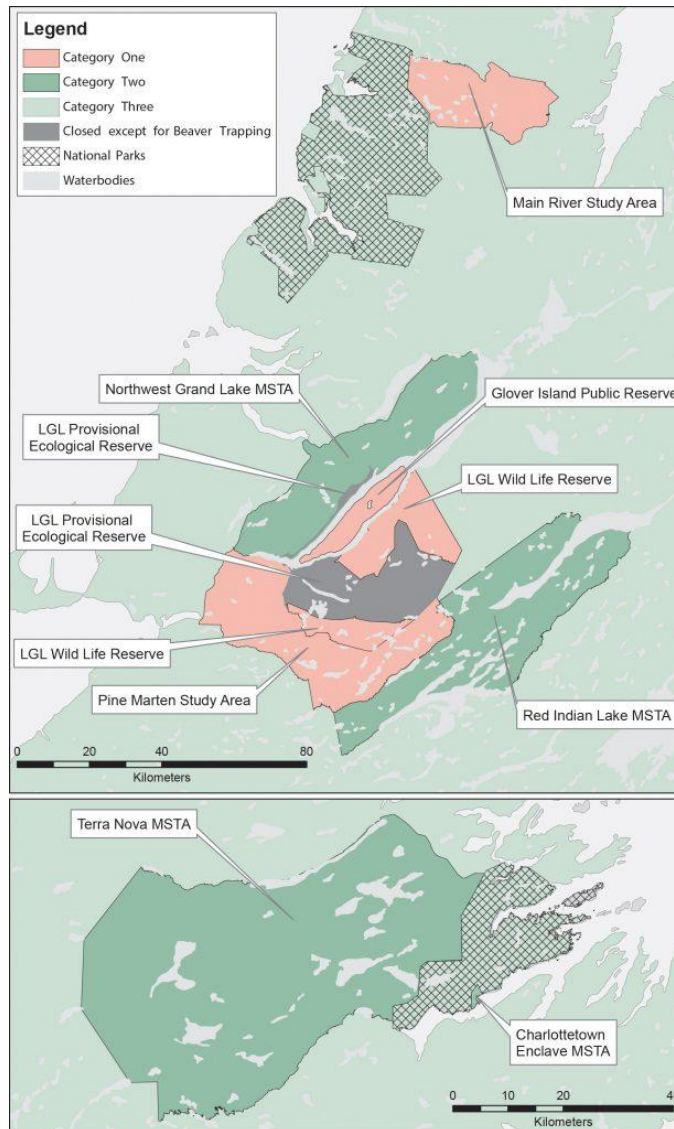 Legend
Category One
Category Two
Category Three
Closed except for Beaver Trapping
National Parks
Waterbodies
Main River Study Area
Northwest Grand Lake MSTA
Glover Island Public Reserve
LGL Provisional
Ecological Reserve
LGL Wild Life Reserve
LGL Provisional
Ecological Reserve
LGL Wild Life Reserve
Pine Marten Study Area
Red Indian Lake MSTA
0 20 40 80
Kilometers
Terra Nova MSTA
Charlottetown
Enclave MSTA
0 10 20 40
Kilometers